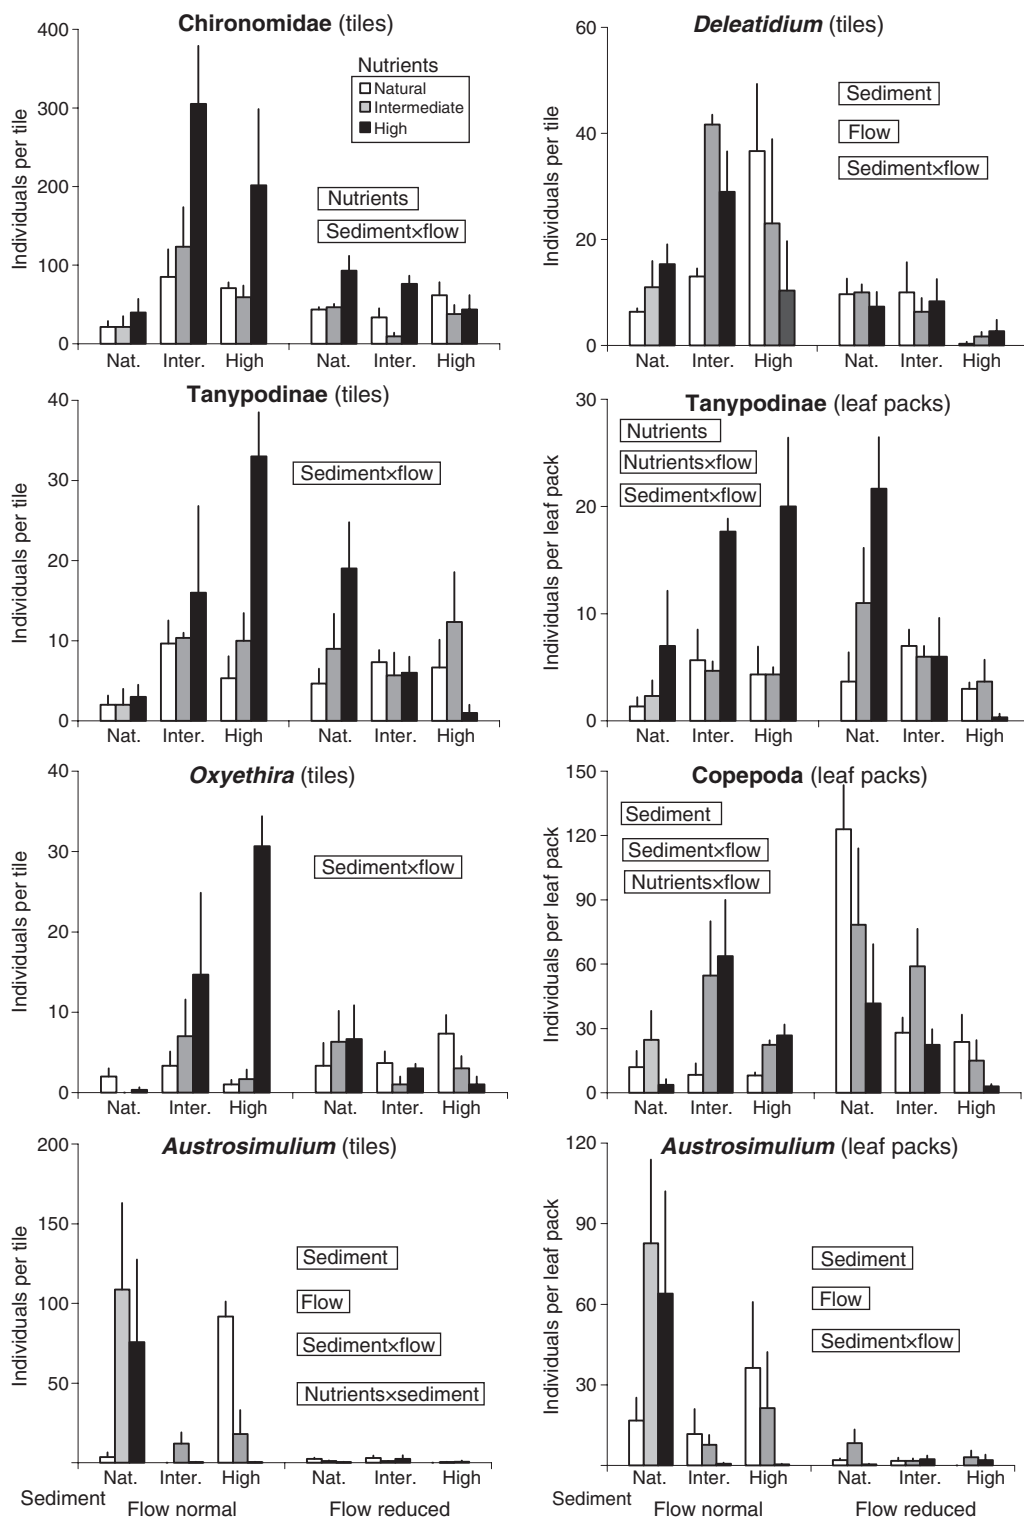 Chironomidae (tiles)
Individuals per tile
400
300
200
100
0
Nutrients
Natural
Intermediate
High
Nutrients
Sediment×flow
Nat. Inter. High Nat. Inter. High
Deleatidium (tiles)
Individuals per tile
60
40
20
0
Sediment
Flow
Sediment×flow
Nat. Inter. High Nat. Inter. High
Tanypodinae (tiles)
Individuals per tile
40
30
20
10
0
Sediment×flow
Nat. Inter. High Nat. Inter. High
Tanypodinae (leaf packs)
Individuals per leaf pack
30
20
10
0
Nutrients
Nutrients×flow
Sediment×flow
Nat. Inter. High Nat. Inter. High
Oxyethira (tiles)
Individuals per tile
40
30
20
10
0
Sediment×flow
Nat. Inter. High Nat. Inter. High
Copepoda (leaf packs)
Individuals per leaf pack
150
120
90
60
30
0
Sediment
Sediment×flow
Nutrients×flow
Nat. Inter. High Nat. Inter. High
Austrosimulium (tiles)
Individuals per tile
200
150
100
50
Sediment
Flow
Sediment×flow
Nutrients×sediment
Nat. Inter. High Nat. Inter. High
Sediment
Flow normal Flow reduced
Austrosimulium (leaf packs)
Individuals per leaf pack
120
90
60
30
Sediment
Flow
Sediment×flow
Nat. Inter. High Nat. Inter. High
Sediment
Flow normal Flow reduced